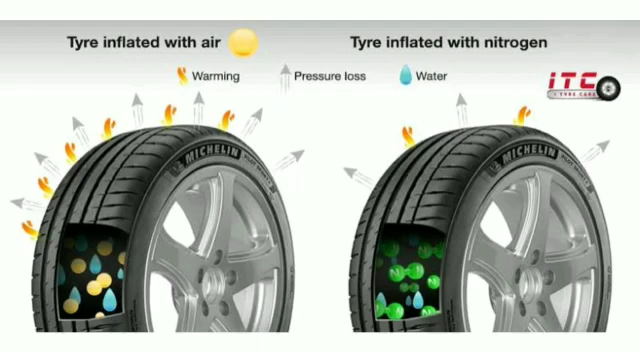 Tyre inflated with air
Tyre inflated with nitrogen
Warming
Pressure loss
Water
ITC
TYRE CARE
MICHELIN
MICHELIN
N
N
N